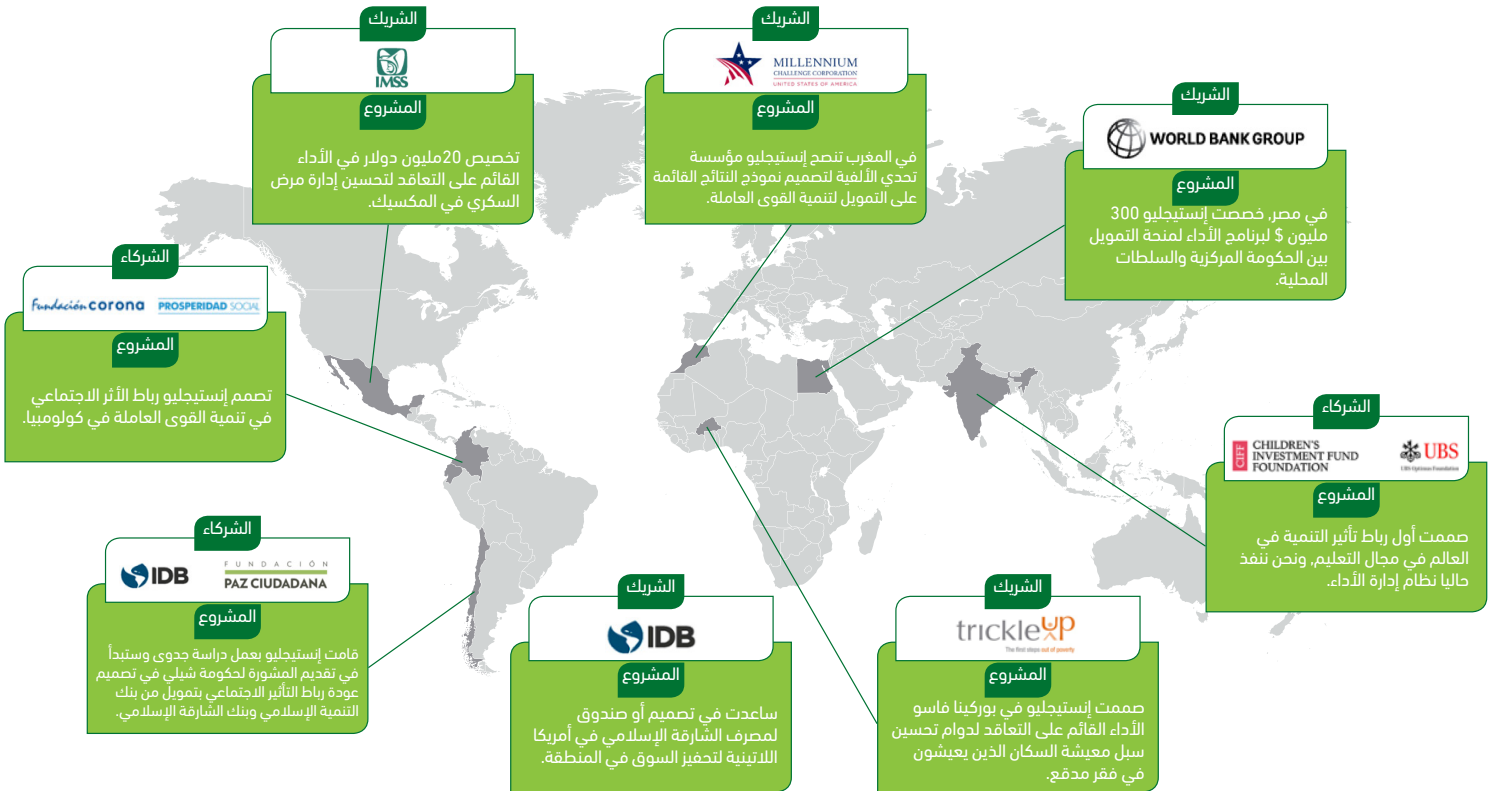 الشريك
IMSS
المشروع
تخصيص 20مليون دولار في الأداء
القائم على التعاقد لتحسين إدارة مرض
السكري في المكسيك.
الشريك
MILLENNIUM
CHALLENGE CORPORATION
UNITED STATES OF AMERICA
المشروع
في المغرب تنصح إنستيجليو مؤسسة
تحدي الألفية لتصميم نموذج النتائج القائمة
على التمويل لتنمية القوى العاملة.
الشريك
WORLD BANK GROUP
المشروع
في مصر, خصصت إنستيجليو 300
مليون $ لبرنامج الأداء لمنحة التمويل
بين الحكومة المركزية والسلطات
المحلية.
الشركاء
Fundación corona
PROSPERIDAD SOCIAL
المشروع
تصمم إنستيجليو رباط الأثر الاجتماعي
في تنمية القوى العاملة في كولومبيا.
الشركاء
CIFF
CHILDREN'S
INVESTMENT FUND
FOUNDATION
UBS
UBS Optimus Foundation
المشروع
صممت أول رباط تأثير التنمية في
العالم في مجال التعليم, ونحن ننفذ
حاليا نظام إدارة الأداء.
الشركاء
IDB
FUNDACIÓN
PAZ CIUDADANA
المشروع
قامت إنستيجليو بعمل دراسة جدوى وستبدأ
في تقديم المشورة لحكومة شيلي في تصميم
عودة رباط التأثير الاجتماعي بتمويل من بنك
التنمية الإسلامي وبنك الشارقة الإسلامي.
الشريك
IDB
المشروع
ساعدت في تصميم أو صندوق
لمصرف الشارقة الإسلامي في أمريكا
اللاتينية لتحفيز السوق في المنطقة.
الشريك
trickleup
The first steps out of poverty
المشروع
صممت إنستيجليو في بوركينا فاسو
الأداء القائم على التعاقد لدوام تحسين
سبل معيشة السكان الذين يعيشون
في فقر مدقع.